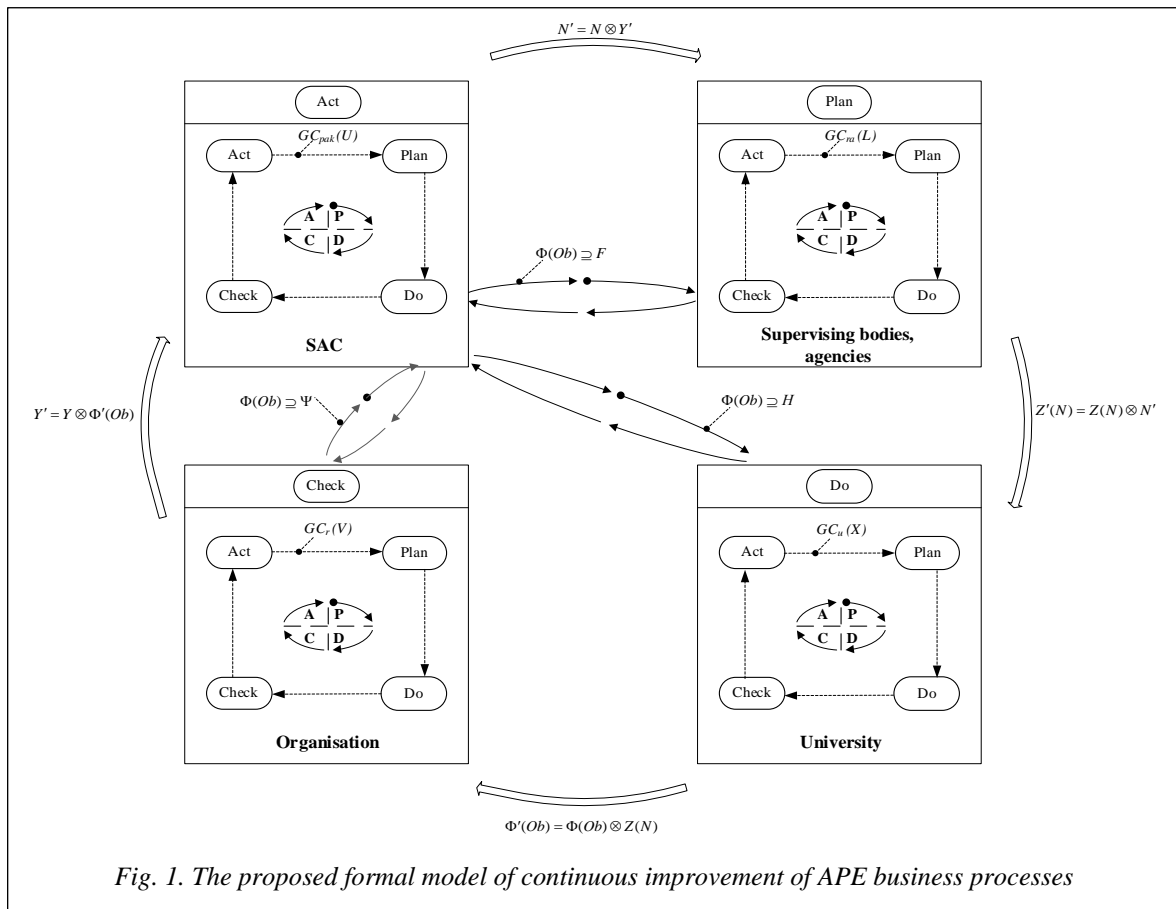 N′ = N ⊗ Y′
Act
GC_pak(U)
Act
Plan
A P
C D
Check
Do
SAC
Plan
GC_ra(L)
Act
Plan
A P
C D
Check
Do
Supervising bodies,
agencies
Φ(Ob) ⊇ F
Φ(Ob) ⊇ Ψ
Φ(Ob) ⊇ H
Y′ = Y ⊗ Φ′(Ob)
Z′(N) = Z(N) ⊗ N′
Check
GC_r(V)
Act
Plan
A P
C D
Check
Do
Organisation
Do
GC_u(X)
Act
Plan
A P
C D
Check
Do
University
Φ′(Ob) = Φ(Ob) ⊗ Z(N)
Fig. 1. The proposed formal model of continuous improvement of APE business processes